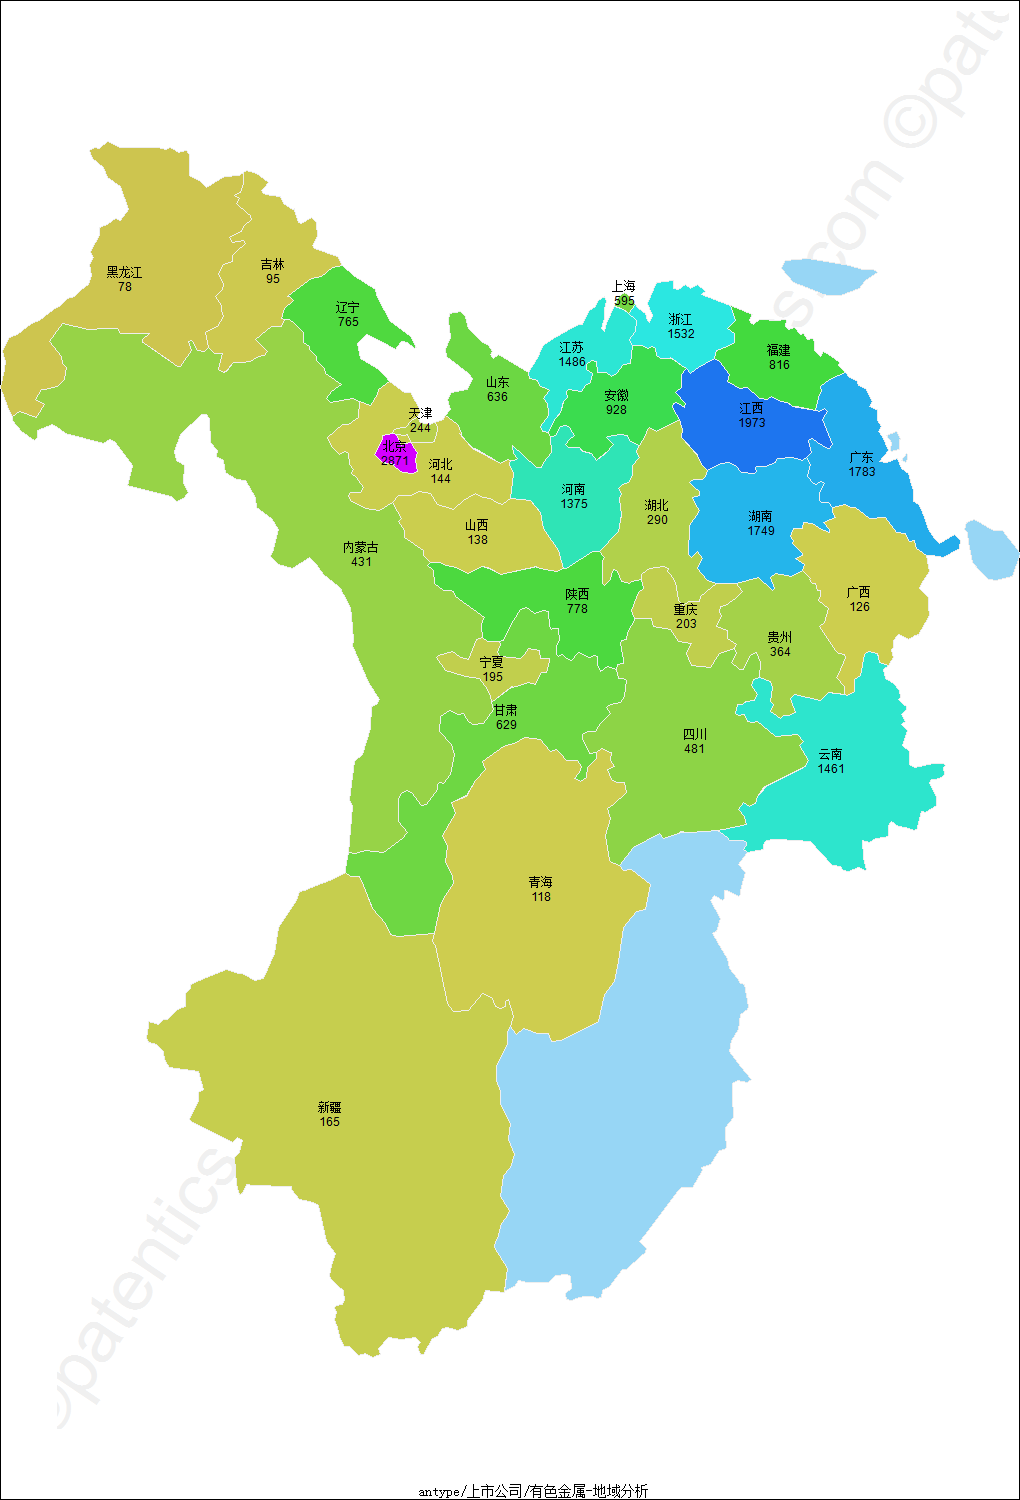 ©patentics.com ©pate
黑龙江
78
吉林
95
辽宁
765
上海
595
浙江
1532
江苏
1486
福建
816
山东
636
安徽
928
江西
1973
天津
244
北京
2871
河北
144
河南
1375
广东
1783
湖北
290
湖南
1749
山西
138
内蒙古
431
陕西
778
重庆
203
广西
126
贵州
364
宁夏
195
甘肃
629
四川
481
云南
1461
青海
118
新疆
165
antype/上市公司/有色金属-地域分析